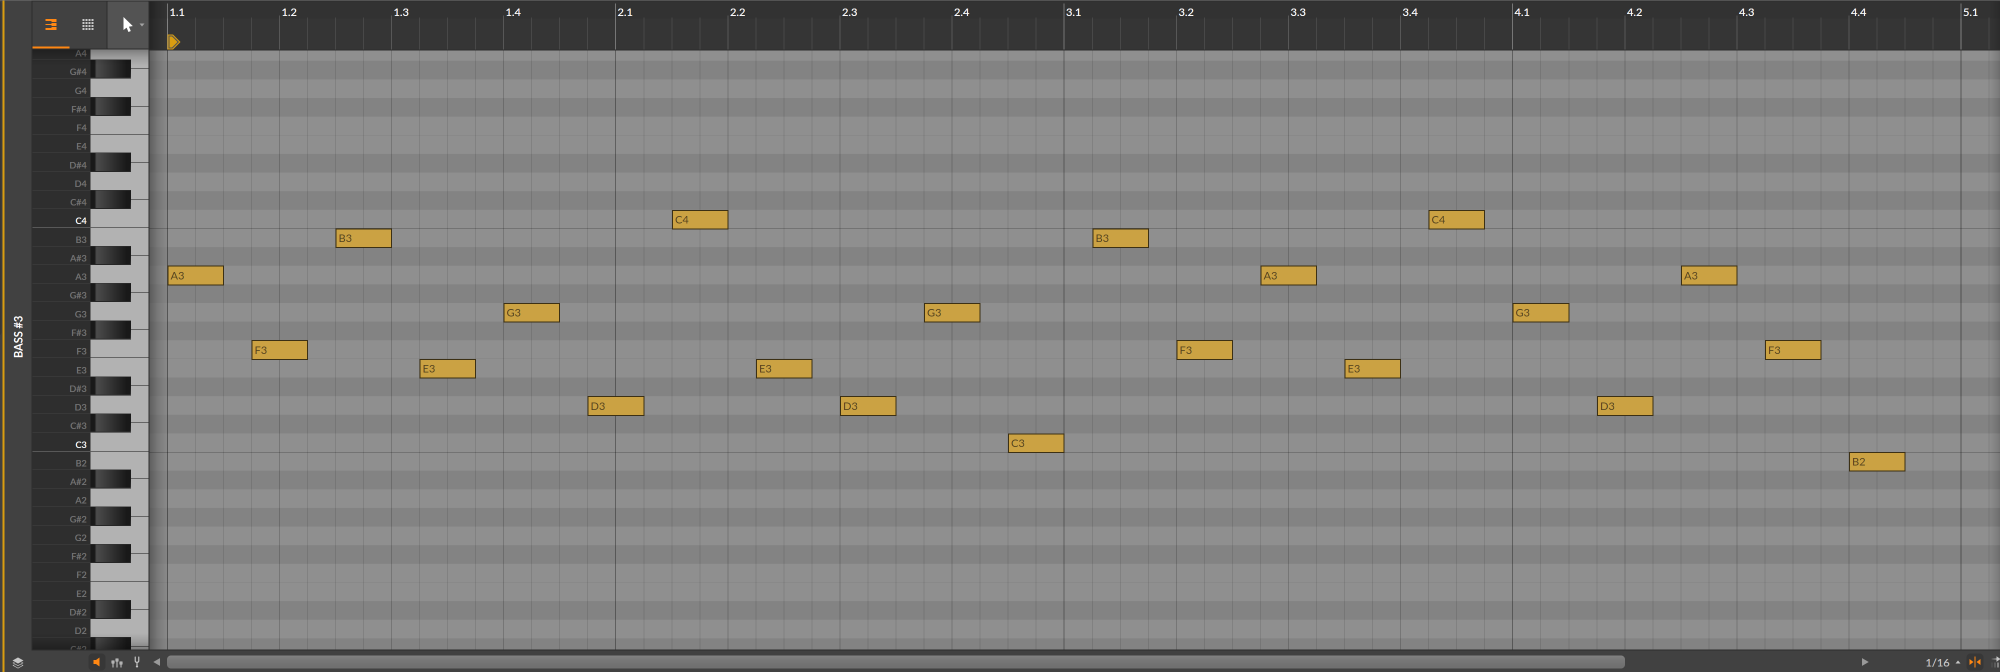 1.1 1.2 1.3 1.4 2.1 2.2 2.3 2.4 3.1 3.2 3.3 3.4 4.1 4.2 4.3 4.4 5.1
A4
G#4
G4
F#4
F4
E4
D#4
D4
C#4
C4 C4 C4
B3 B3 B3
A#3
A3 A3 A3 A3
G#3
G3 G3 G3 G3
F#3
F3 F3 F3 F3
E3 E3 E3 E3
D#3
D3 D3 D3 D3
C#3
C3 C3
B2 B2
A#2
A2
G#2
G2
F#2
F2
E2
D#2
D2
C#2
BASS #3
1/16